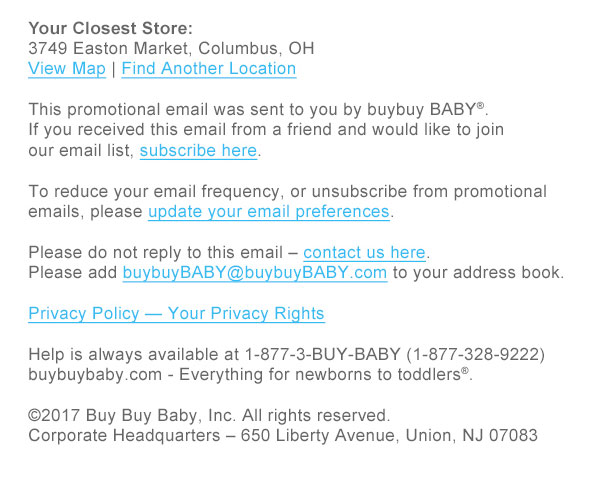 Your Closest Store:
3749 Easton Market, Columbus, OH
View Map | Find Another Location
This promotional email was sent to you by buybuy BABY®.
If you received this email from a friend and would like to join
our email list, subscribe here.
To reduce your email frequency, or unsubscribe from promotional
emails, please update your email preferences.
Please do not reply to this email – contact us here.
Please add buybuyBABY@buybuyBABY.com to your address book.
Privacy Policy — Your Privacy Rights
Help is always available at 1-877-3-BUY-BABY (1-877-328-9222)
buybuybaby.com - Everything for newborns to toddlers®.
©2017 Buy Buy Baby, Inc. All rights reserved.
Corporate Headquarters – 650 Liberty Avenue, Union, NJ 07083